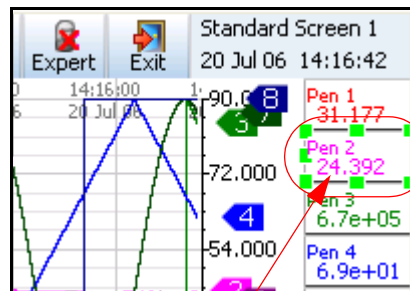 Standard Screen 1
Expert Exit 20 Jul 06 14:16:42
14:16:00
20 Jul 06
90.0
8
3
Pen 1
31.177
Pen 2
24.392
72.000
Pen 3
6.7e+05
4
54.000
Pen 4
6.9e+01